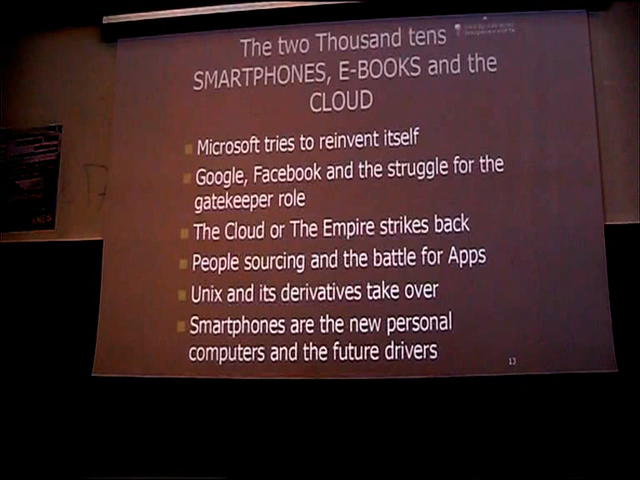 The two Thousand tens
SMARTPHONES, E-BOOKS and the
CLOUD
Microsoft tries to reinvent itself
Google, Facebook and the struggle for the
gatekeeper role
The Cloud or The Empire strikes back
People sourcing and the battle for Apps
Unix and its derivatives take over
Smartphones are the new personal
computers and the future drivers
13